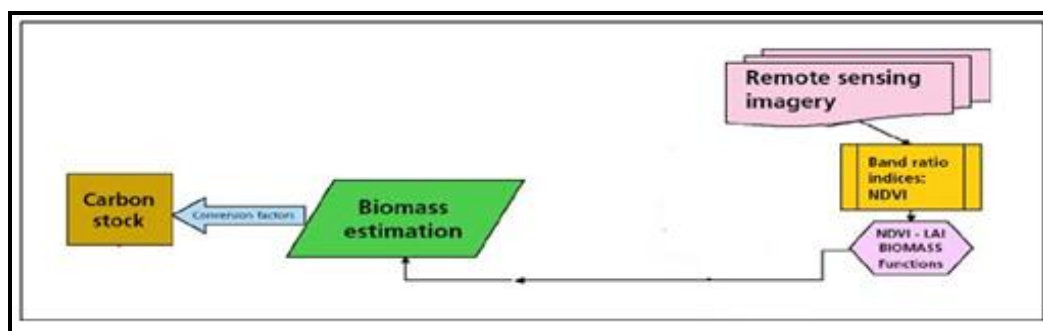 Remote sensing
imagery
Band ratio
indices:
NDVI
NDVI - LAI
BIOMASS
Functions
Biomass
estimation
Conversion factors
Carbon
stock